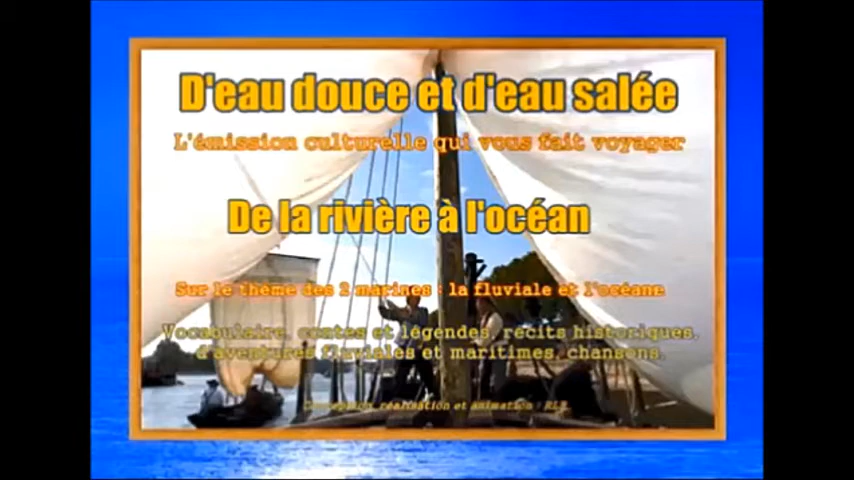 D'eau douce et d'eau salée
L'émission culturelle qui vous fait voyager
De la rivière à l'océan
Sur le thème des 2 marines : la fluviale et l'océane
Vocabulaire, contes et légendes, récits historiques,
d'aventures fluviales et maritimes, chansons.
Conception, réalisation et animation : RLR